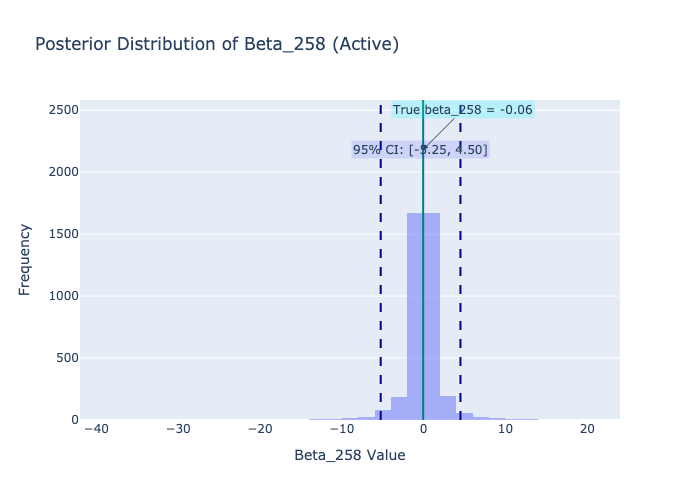 Posterior Distribution of Beta_258 (Active)
2500
2000
1500
1000
500
0
Frequency
True beta_258 = -0.06
95% CI: [-5.25, 4.50]
−40
−30
−20
−10
0
10
20
Beta_258 Value